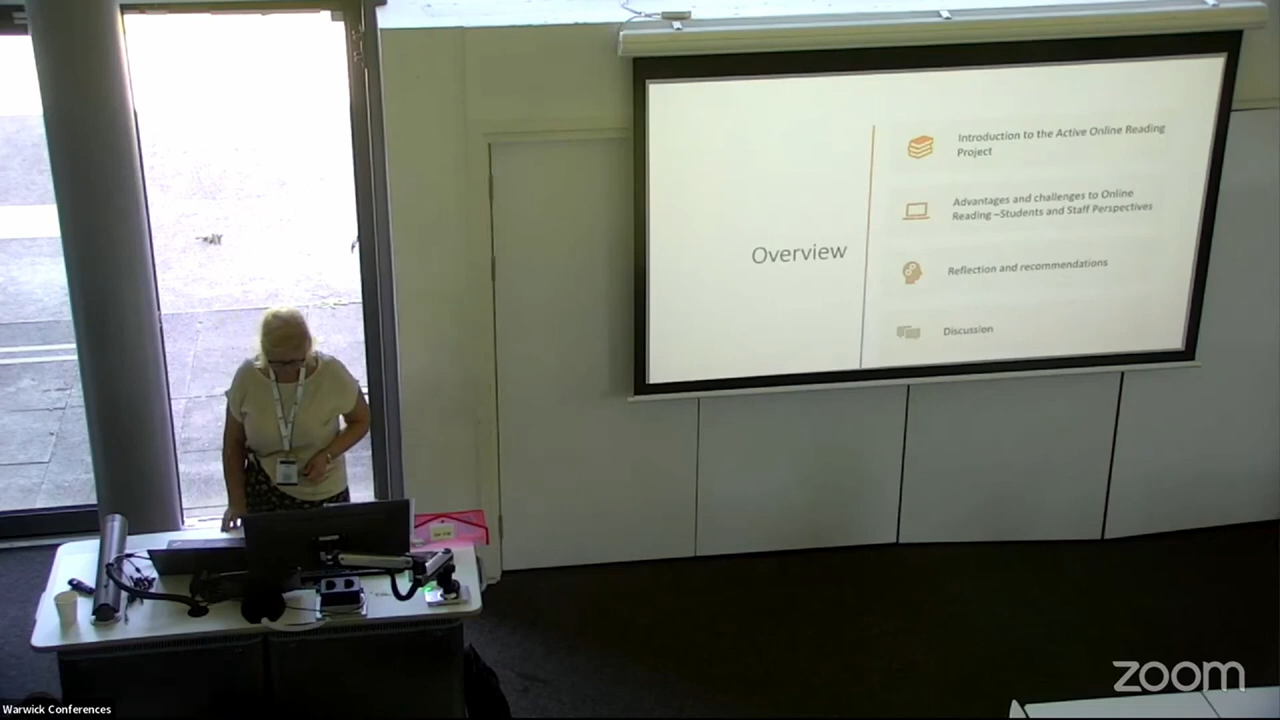 Overview
Introduction to the Active Online Reading
Project
Advantages and challenges to Online
Reading –Students and Staff Perspectives
Reflection and recommendations
Discussion
zoom
Warwick Conferences